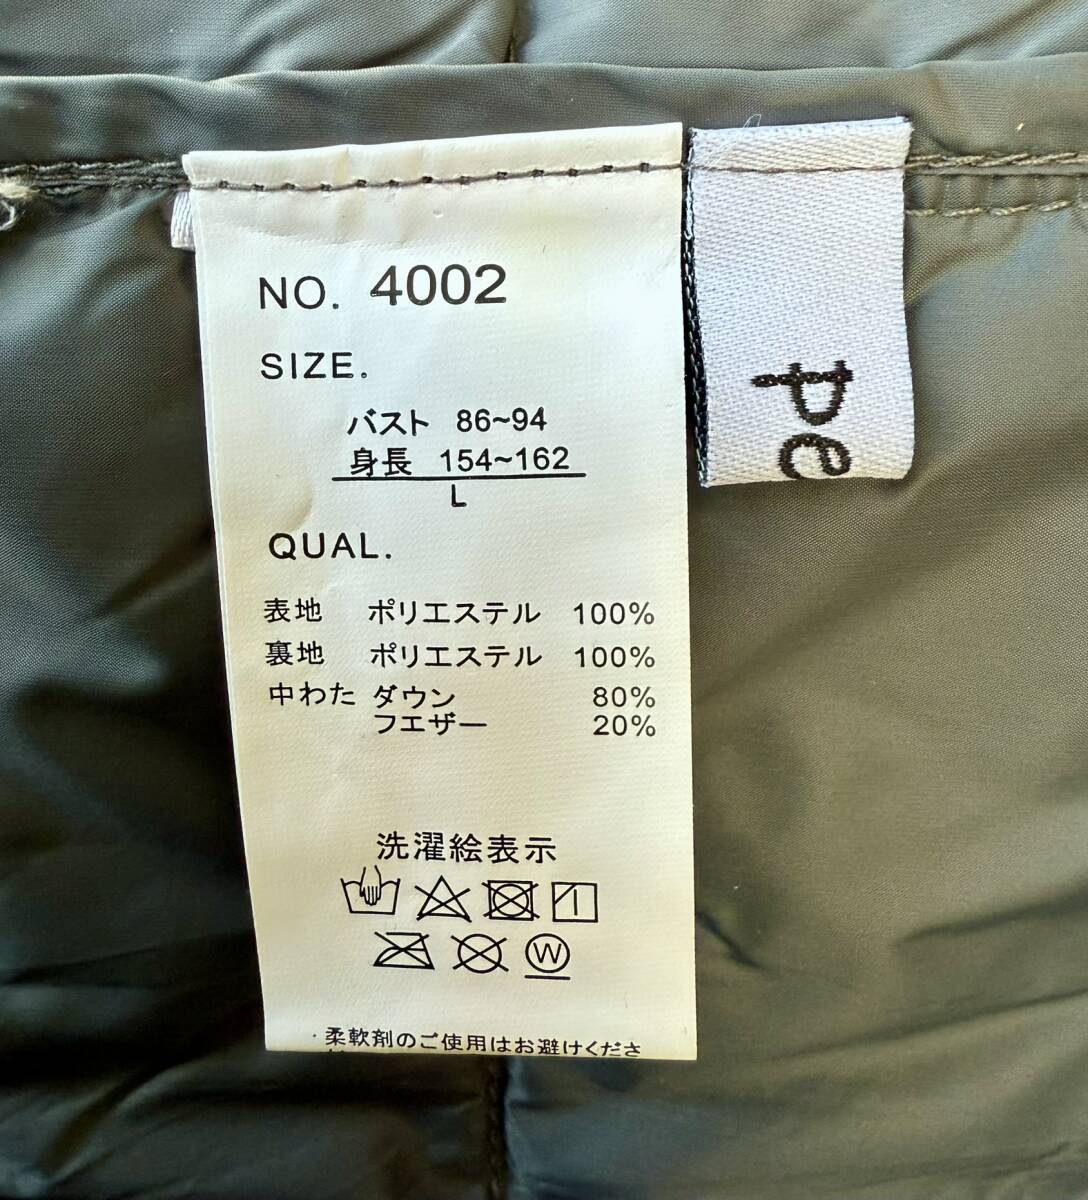 NO. 4002
SIZE.
バスト 86~94
身長 154~162
L
QUAL.
表地 ポリエステル 100%
裏地 ポリエステル 100%
中わた ダウン 80%
フエザー 20%
洗濯絵表示
W
・柔軟剤のご使用はお避けくださ
pe